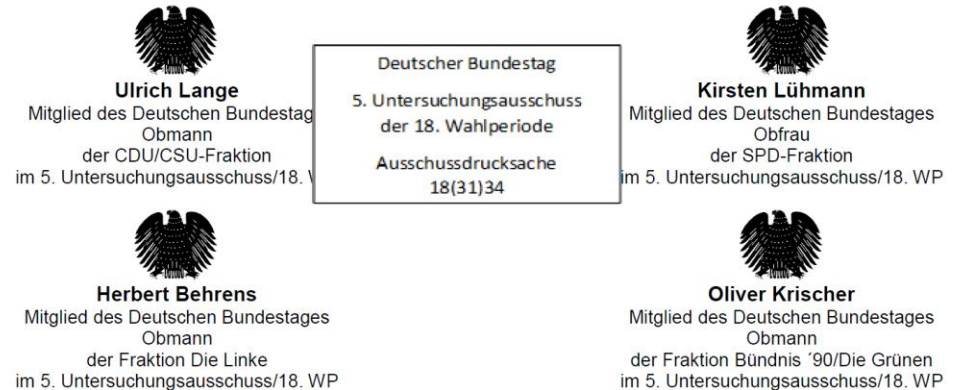 Ulrich Lange
Mitglied des Deutschen Bundestag
Obmann
der CDU/CSU-Fraktion
im 5. Untersuchungsausschuss/18.
Deutscher Bundestag
5. Untersuchungsausschuss
der 18. Wahlperiode
Ausschussdrucksache
18(31)34
Kirsten Lühmann
Mitglied des Deutschen Bundestages
Obfrau
der SPD-Fraktion
im 5. Untersuchungsausschuss/18. WP
Herbert Behrens
Mitglied des Deutschen Bundestages
Obmann
der Fraktion Die Linke
im 5. Untersuchungsausschuss/18. WP
Oliver Krischer
Mitglied des Deutschen Bundestages
Obmann
der Fraktion Bündnis ´90/Die Grünen
im 5. Untersuchungsausschuss/18. WP